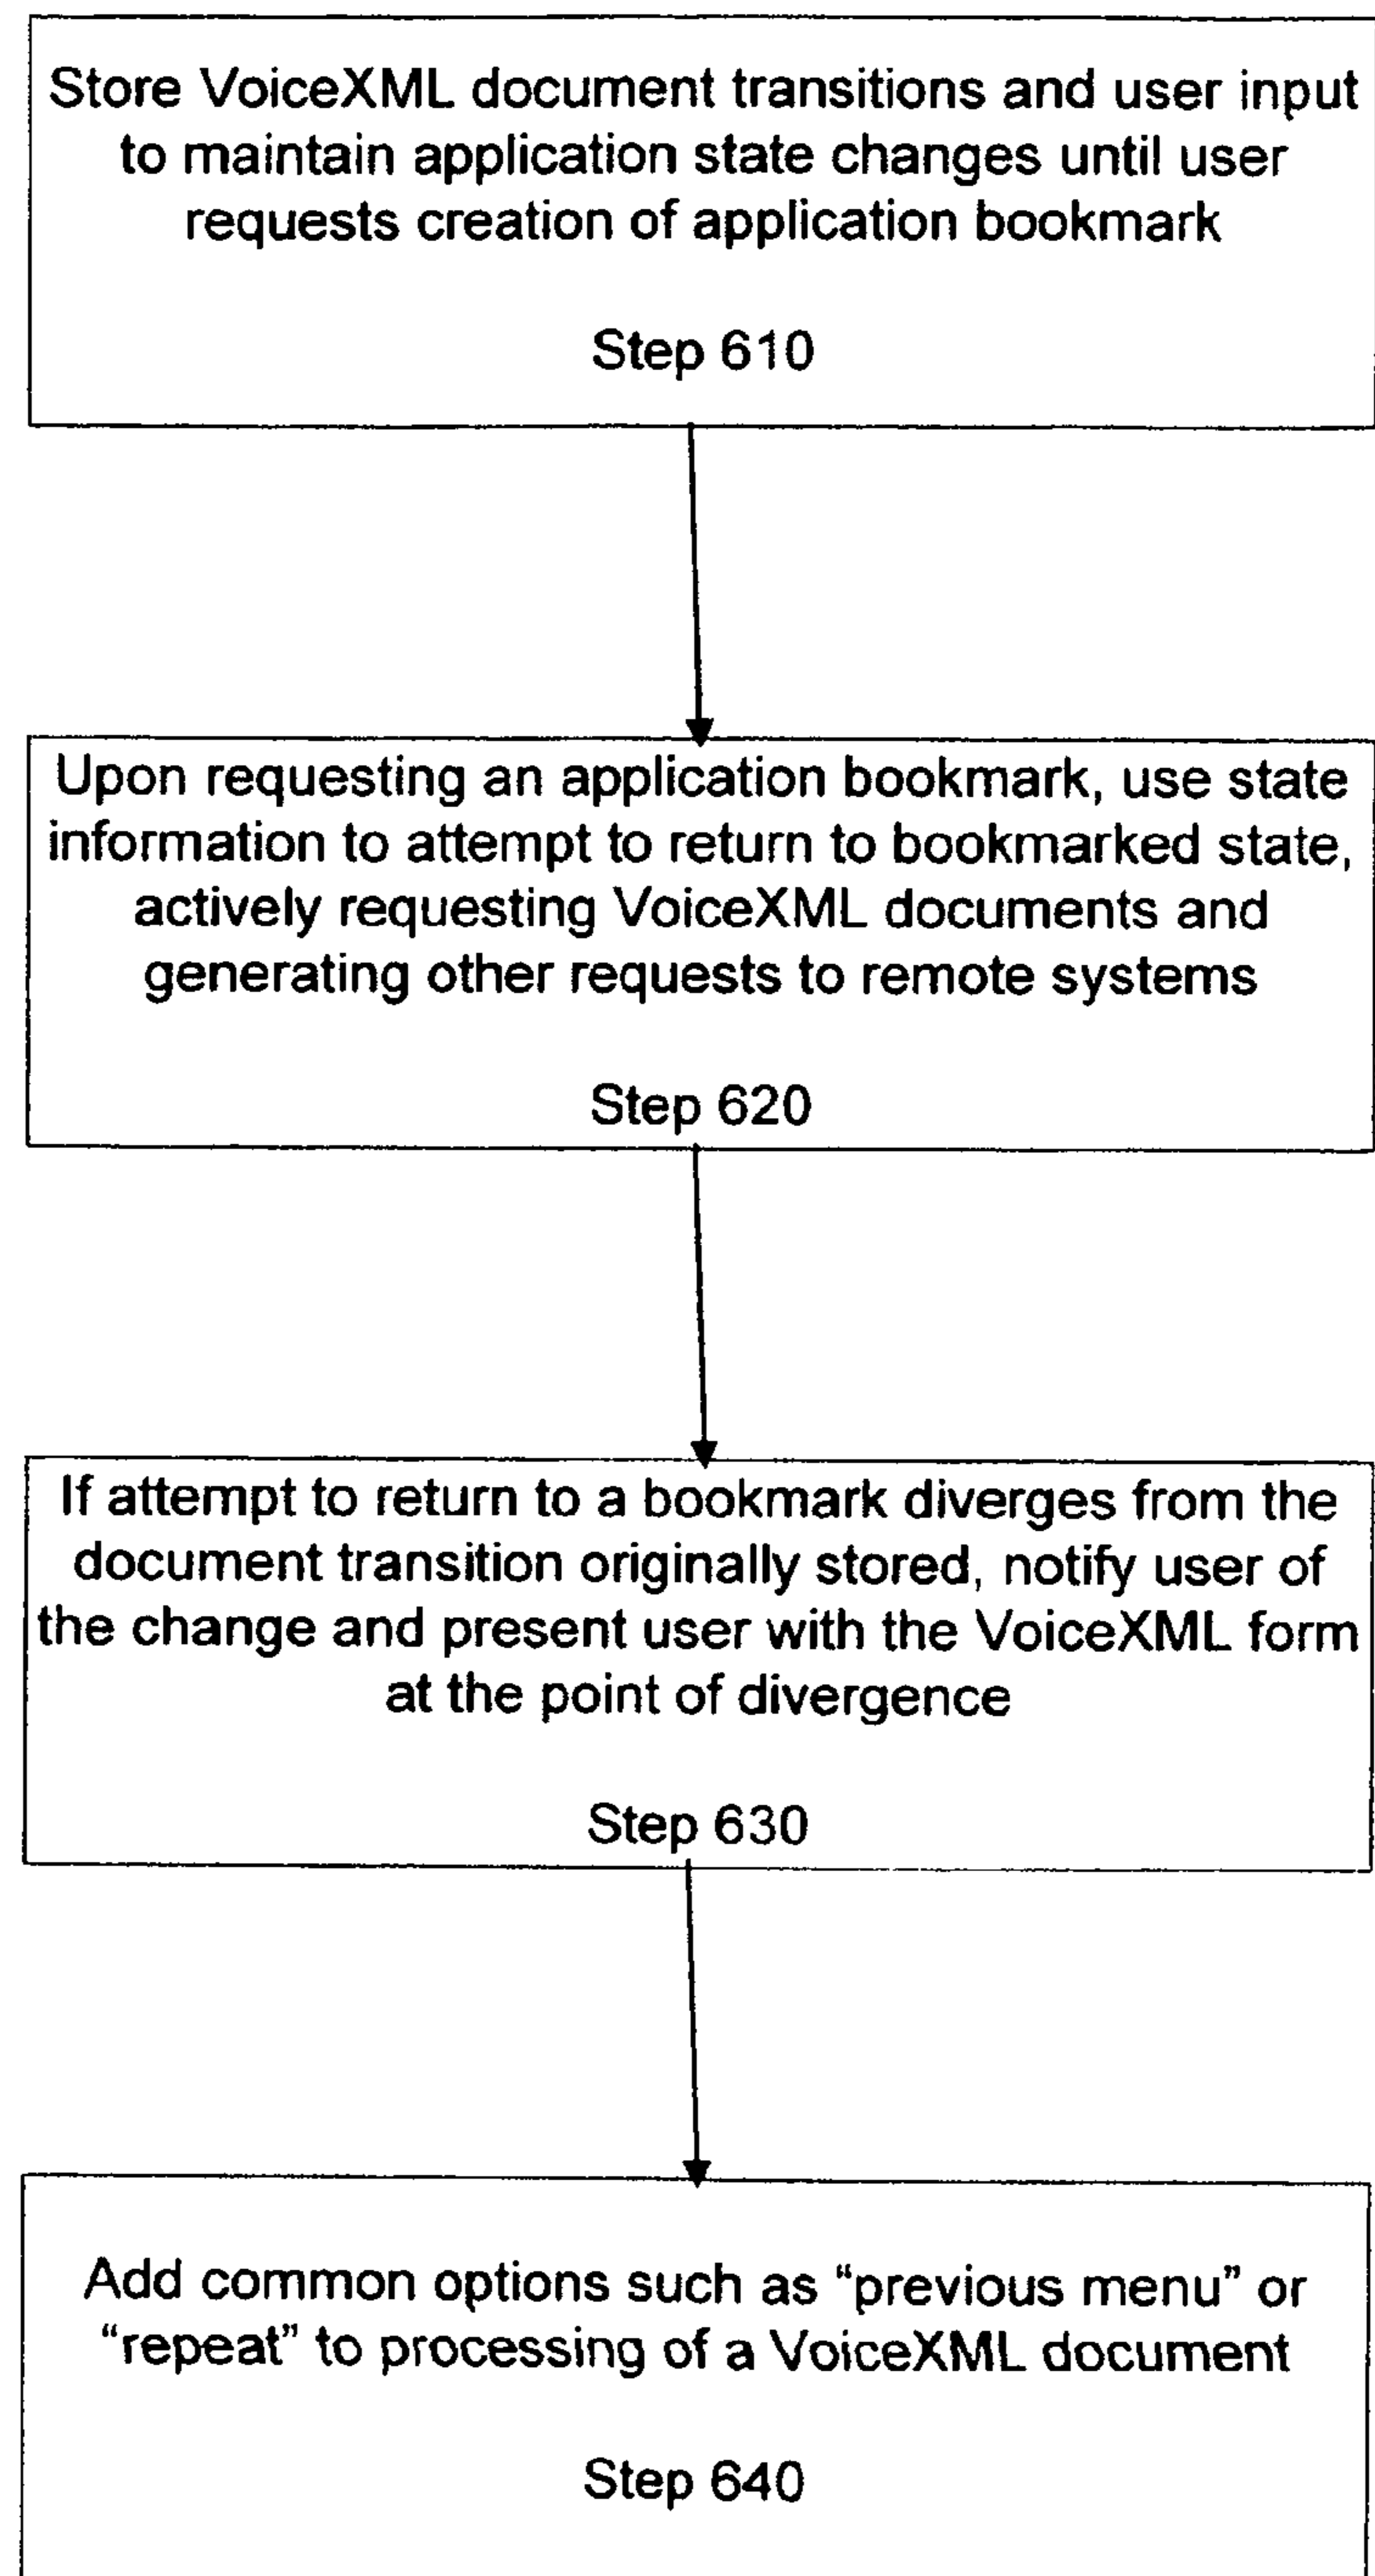 Store VoiceXML document transitions and user input
to maintain application state changes until user
requests creation of application bookmark
Step 610
Upon requesting an application bookmark, use state
information to attempt to return to bookmarked state,
actively requesting VoiceXML documents and
generating other requests to remote systems
Step 620
If attempt to return to a bookmark diverges from the
document transition originally stored, notify user of
the change and present user with the VoiceXML form
at the point of divergence
Step 630
Add common options such as “previous menu” or
“repeat” to processing of a VoiceXML document
Step 640